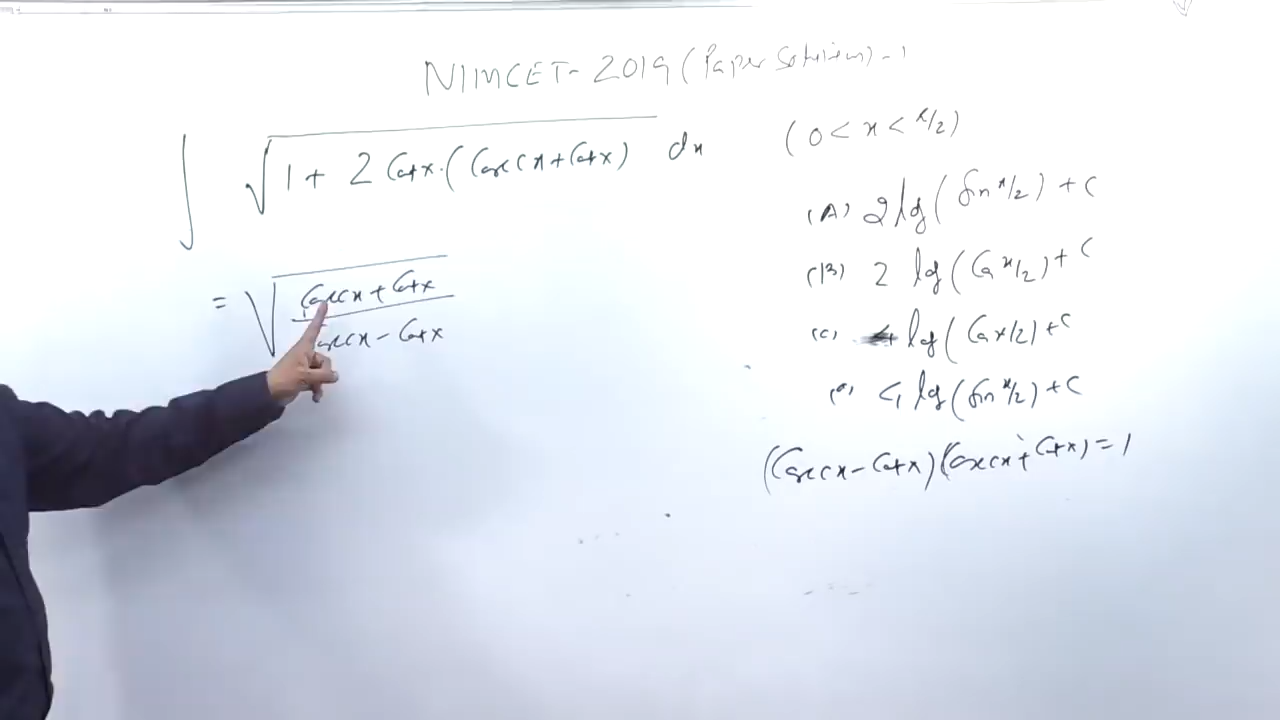 NIMCET-2019 (Paper Solution)-1
∫ √(1 + 2 Cotx.(Cosecx + Cotx)) dx (0 < x < π/2)
(A) 2 log(sin x/2) + C
= √((Cosecx + Cotx)/(Cosecx - Cotx))
(B) 2 log(Cos x/2) + C
(C) log(Cos x/2) + C
(D) 4 log(sin x/2) + C
(Cosecx - Cotx)(Cosecx + Cotx) = 1